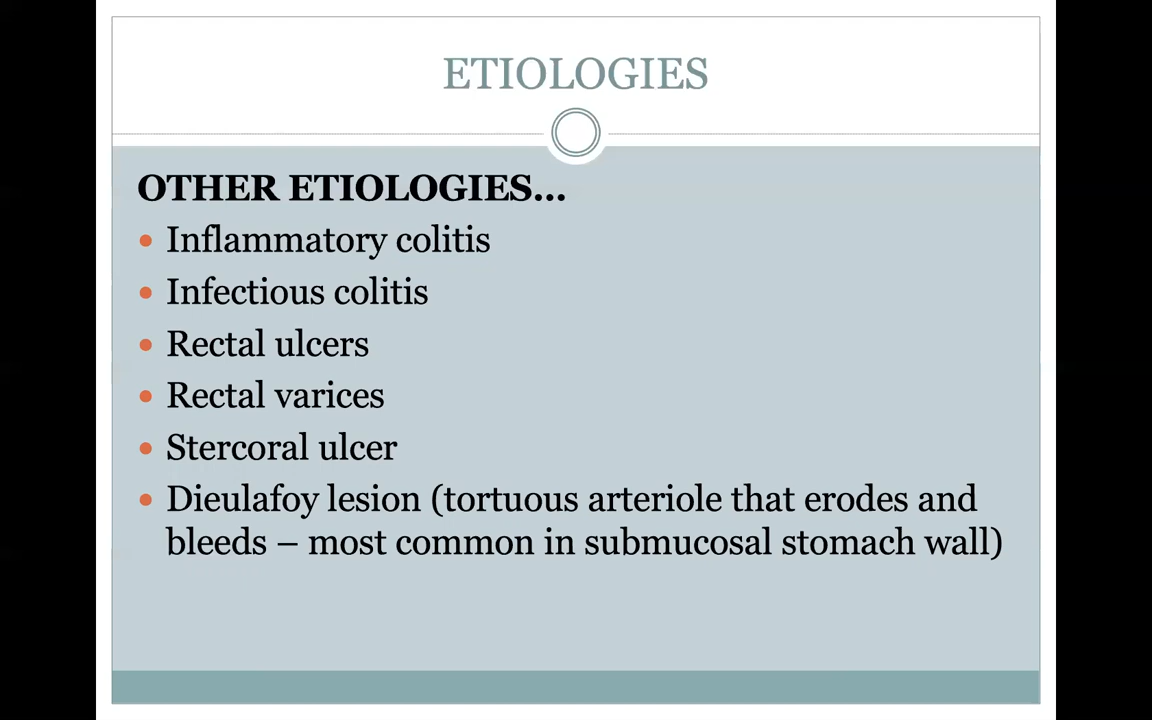 ETIOLOGIES
OTHER ETIOLOGIES...
• Inflammatory colitis
• Infectious colitis
• Rectal ulcers
• Rectal varices
• Stercoral ulcer
• Dieulafoy lesion (tortuous arteriole that erodes and
bleeds – most common in submucosal stomach wall)